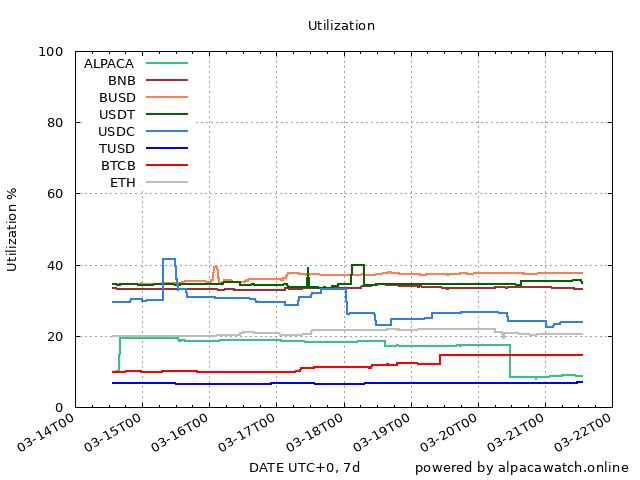 Utilization
100
80
60
40
20
0
Utilization %
ALPACA
BNB
BUSD
USDT
USDC
TUSD
BTCB
ETH
03-14T00
03-15T00
03-16T00
03-17T00
03-18T00
03-19T00
03-20T00
03-21T00
03-22T00
DATE UTC+0, 7d
powered by alpacawatch.online